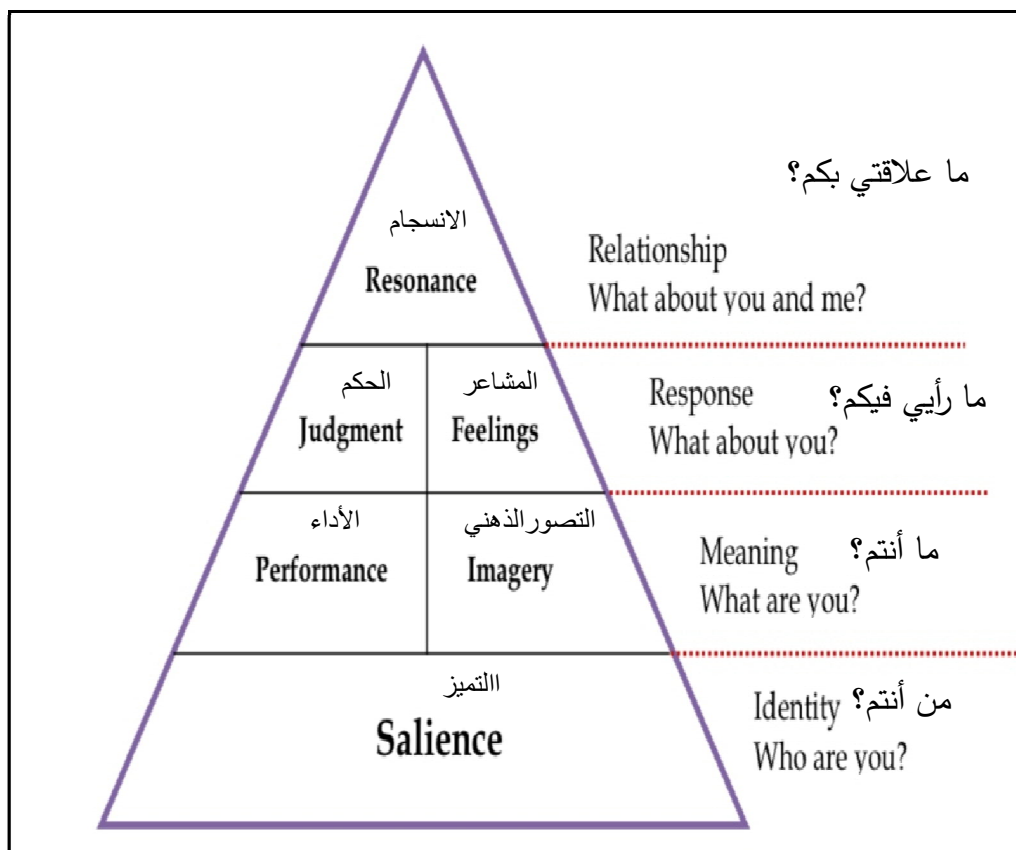 ما علاقتي بكم؟
الانسجام
Resonance
Relationship
What about you and me?
الحكم
Judgment
المشاعر
Feelings
Response ما رأيي فيكم؟
What about you?
الأداء
Performance
التصور الذهني
Imagery
Meaning ما أنتم؟
What are you?
االتميز
Salience
Identity من أنتم؟
Who are you?